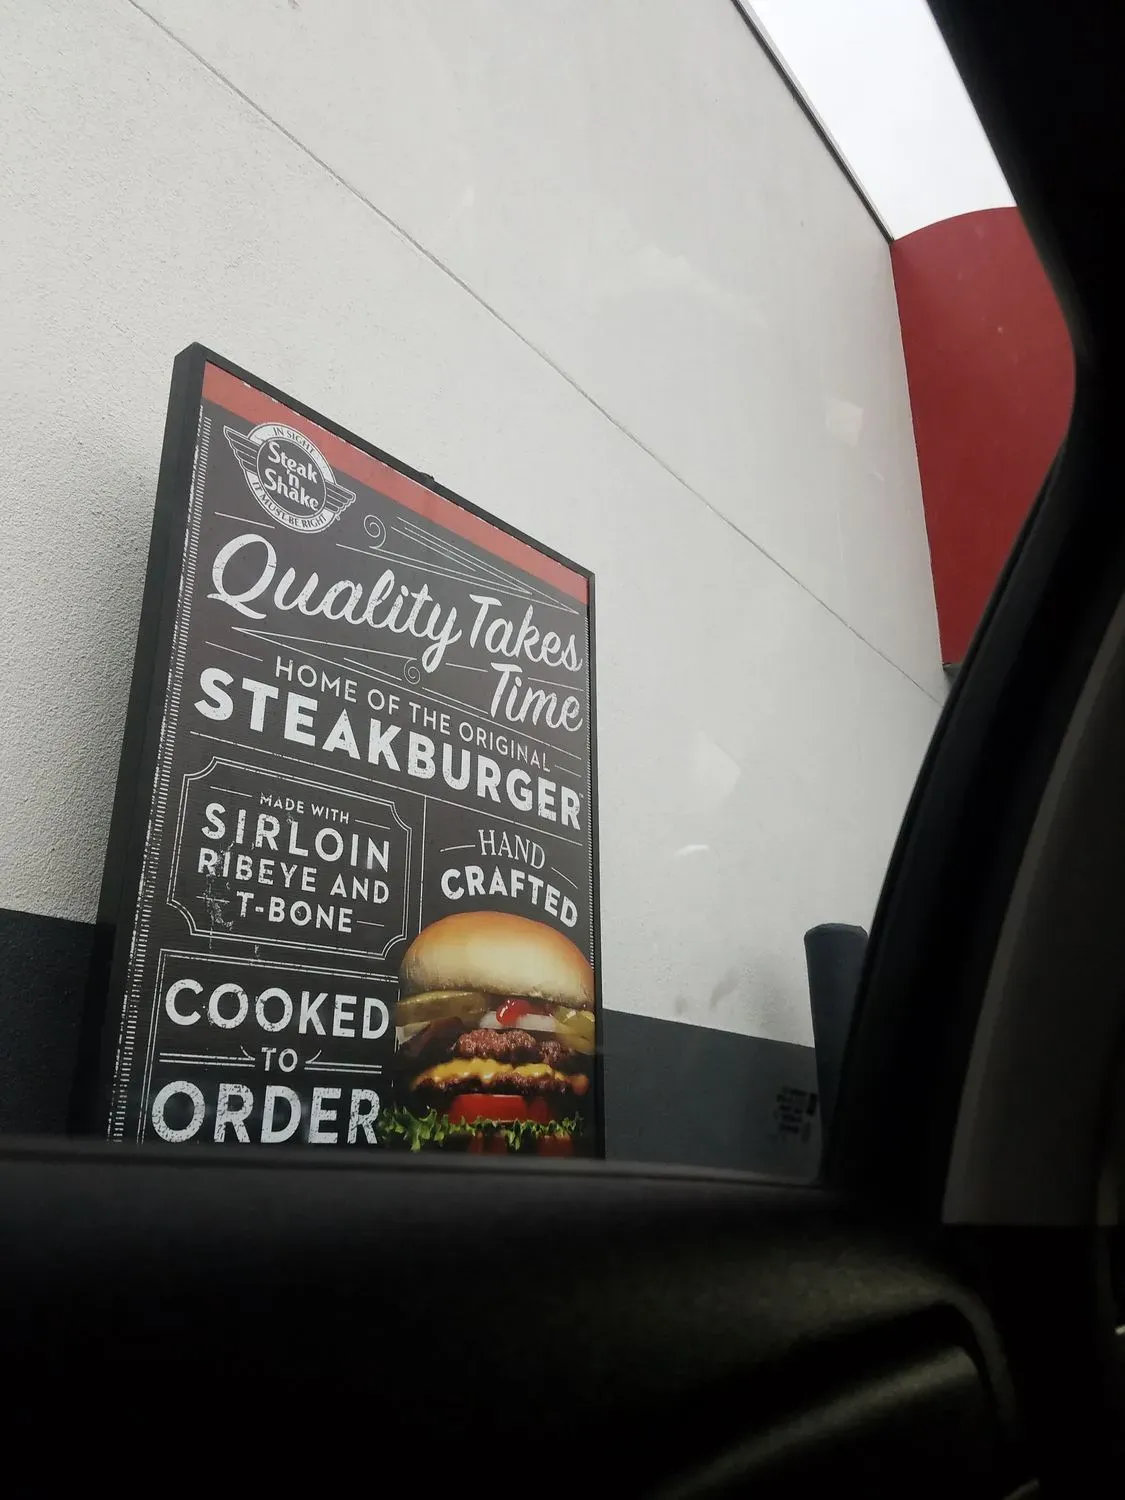 IN SIGHT
Steak
'n
Shake
IT MUST BE RIGHT
Quality Takes
Time
HOME OF THE ORIGINAL
STEAKBURGER
MADE WITH
SIRLOIN
RIBEYE AND
T-BONE
HAND
CRAFTED
COOKED
TO
ORDER